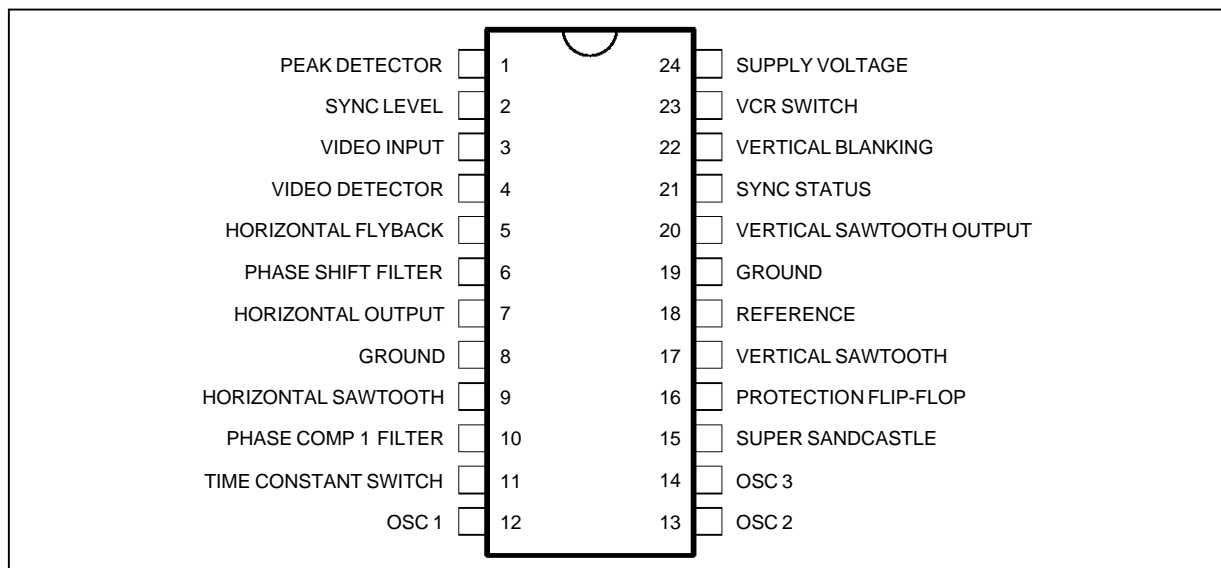 PEAK DETECTOR 1 24 SUPPLY VOLTAGE
SYNC LEVEL 2 23 VCR SWITCH
VIDEO INPUT 3 22 VERTICAL BLANKING
VIDEO DETECTOR 4 21 SYNC STATUS
HORIZONTAL FLYBACK 5 20 VERTICAL SAWTOOTH OUTPUT
PHASE SHIFT FILTER 6 19 GROUND
HORIZONTAL OUTPUT 7 18 REFERENCE
GROUND 8 17 VERTICAL SAWTOOTH
HORIZONTAL SAWTOOTH 9 16 PROTECTION FLIP-FLOP
PHASE COMP 1 FILTER 10 15 SUPER SANDCASTLE
TIME CONSTANT SWITCH 11 14 OSC 3
OSC 1 12 13 OSC 2